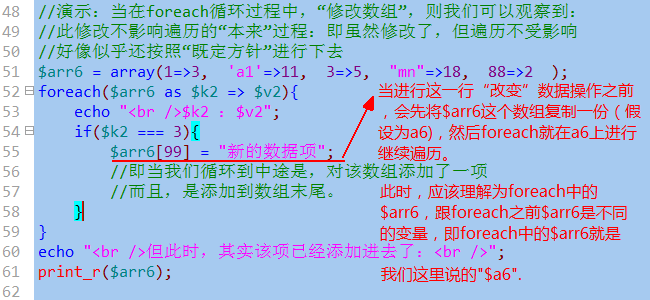 48 //演示：当在foreach循环过程中，“修改数组”，则我们可以观察到：
49 //此修改不影响遍历的“本来”过程：即虽然修改了，但遍历不受影响
50 //好像似乎还按照“既定方针”进行下去
51 $arr6 = array(1=>3, 'a1'=>11, 3=>5, "mn"=>18, 88=>2 );
52 foreach($arr6 as $k2 => $v2){
53 echo "<br />$k2 : $v2";
54 if($k2 === 3){
55 $arr6[99] = "新的数据项";
56 //即当我们循环到中途是，对该数组添加了一项
57 //而且，是添加到数组末尾。
58 }
59 }
60 echo "<br />但此时，其实该项已经添加进去了：<br />";
61 print_r($arr6);
62
当进行这一行“改变”数据操作之前
，会先将$arr6这个数组复制一份（假
设为a6)，然后foreach就在a6上进行
继续遍历。
此时，应该理解为foreach中的
$arr6，跟foreach之前$arr6是不同
的变量，即foreach中的$arr6就是
我们这里说的"$a6".